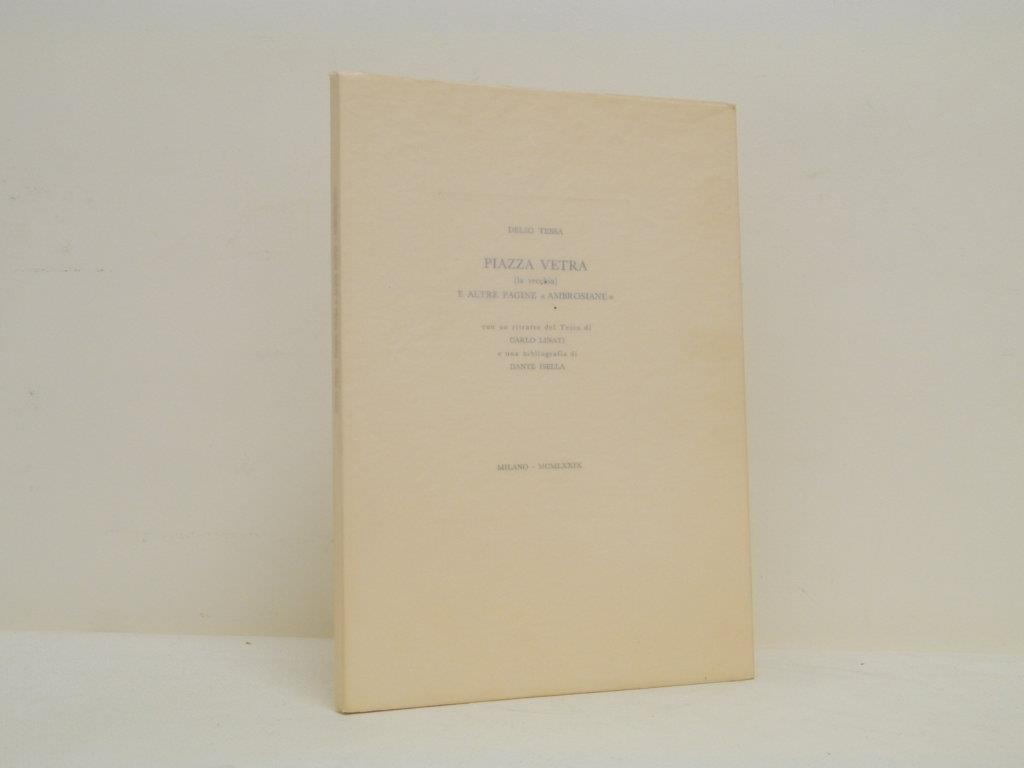 DELIO TESSA
PIAZZA VETRA
(la vecchia)
E ALTRE PAGINE « AMBROSIANE »
con un ritratto del Tessa di
CARLO LINATI
e una bibliografia di
DANTE ISELLA
MILANO - MCMLXXIX